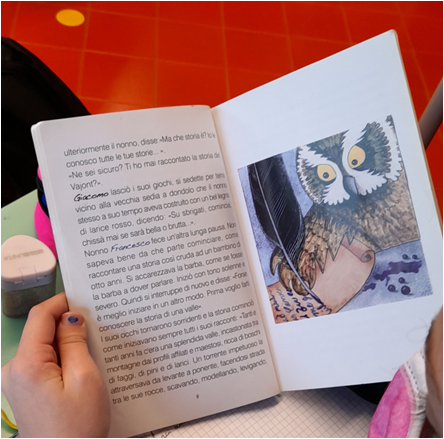 ulteriormente il nonno, disse: «Ma che storia è? Io le
conosco tutte le tue storie... ».
«Ne sei sicuro? Ti ho mai raccontato la storia del
Vajont?»
Giacomo lasciò i suoi giochi, si sedette per terra
vicino alla vecchia sedia a dondolo che il nonno
stesso a suo tempo aveva costruito con un bel legno
di larice rosso, dicendo: «Su sbrigati, comincia,
chissà mai se sarà bella o brutta...».
Nonno Francesco fece un'altra lunga pausa. Non
sapeva bene da che parte cominciare, come
raccontare una storia così cruda ad un bambino di
otto anni. Si accarezzava la barba, come se fosse
la barba a dover parlare. Iniziò con tono solenne e
severo. Quindi si interruppe di nuovo e disse: «Forse
è meglio iniziare in un altro modo. Prima voglio farti
conoscere la storia di una valle».
I suoi occhi tornarono sorridenti e la storia cominciò
come iniziavano sempre tutti i suoi racconti. «Tanti e
tanti anni fa c'era una splendida valle, incastonata tra
montagne dai profili affilati e maestosi, ricca di boschi
di faggi, di pini e di larici. Un torrente impetuoso la
attraversava da levante a ponente, facendosi strada
tra le sue rocce, scavando, modellando, levigando,